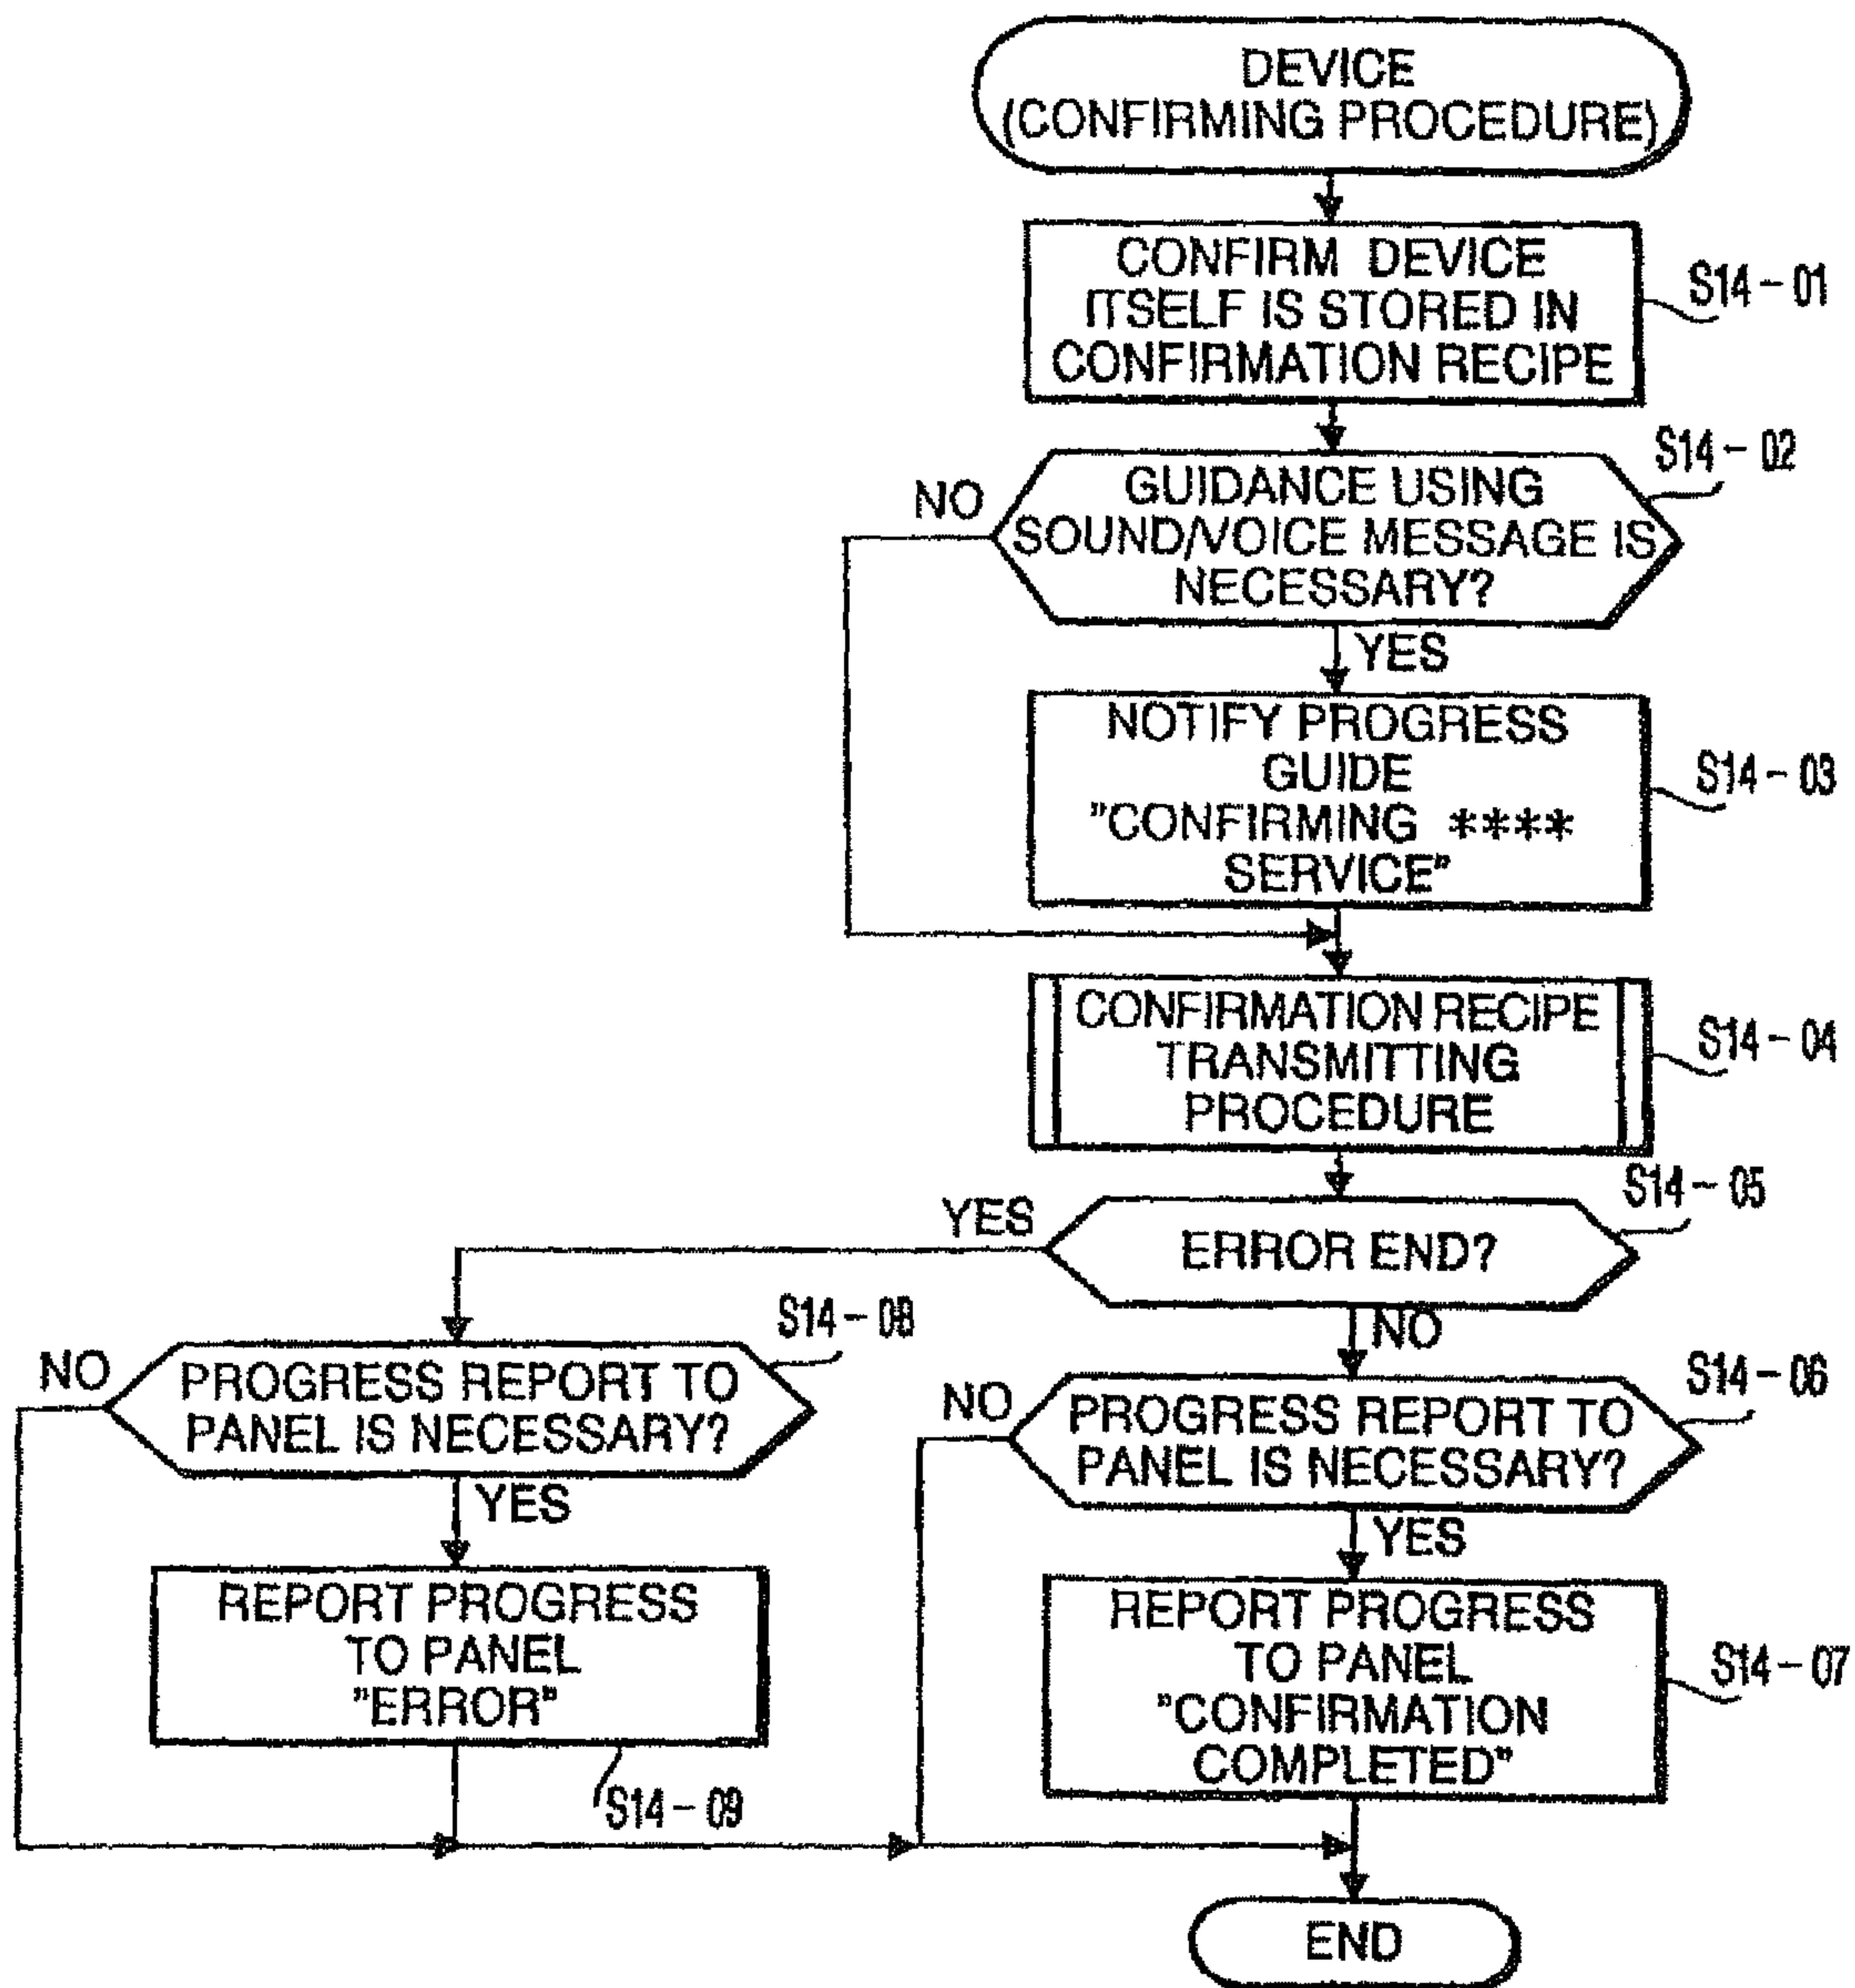 DEVICE
(CONFIRMING PROCEDURE)
CONFIRM DEVICE
ITSELF IS STORED IN
CONFIRMATION RECIPE
S14-01
S14-02
NO
GUIDANCE USING
SOUND/VOICE MESSAGE IS
NECESSARY?
YES
NOTIFY PROGRESS
GUIDE
"CONFIRMING ****
SERVICE"
S14-03
CONFIRMATION RECIPE
TRANSMITTING
PROCEDURE
S14-04
S14-05
YES
ERROR END?
NO
S14-08
NO
PROGRESS REPORT TO
PANEL IS NECESSARY?
YES
REPORT PROGRESS
TO PANEL
"ERROR"
S14-09
S14-06
NO
PROGRESS REPORT TO
PANEL IS NECESSARY?
YES
REPORT PROGRESS
TO PANEL
"CONFIRMATION
COMPLETED"
S14-07
END